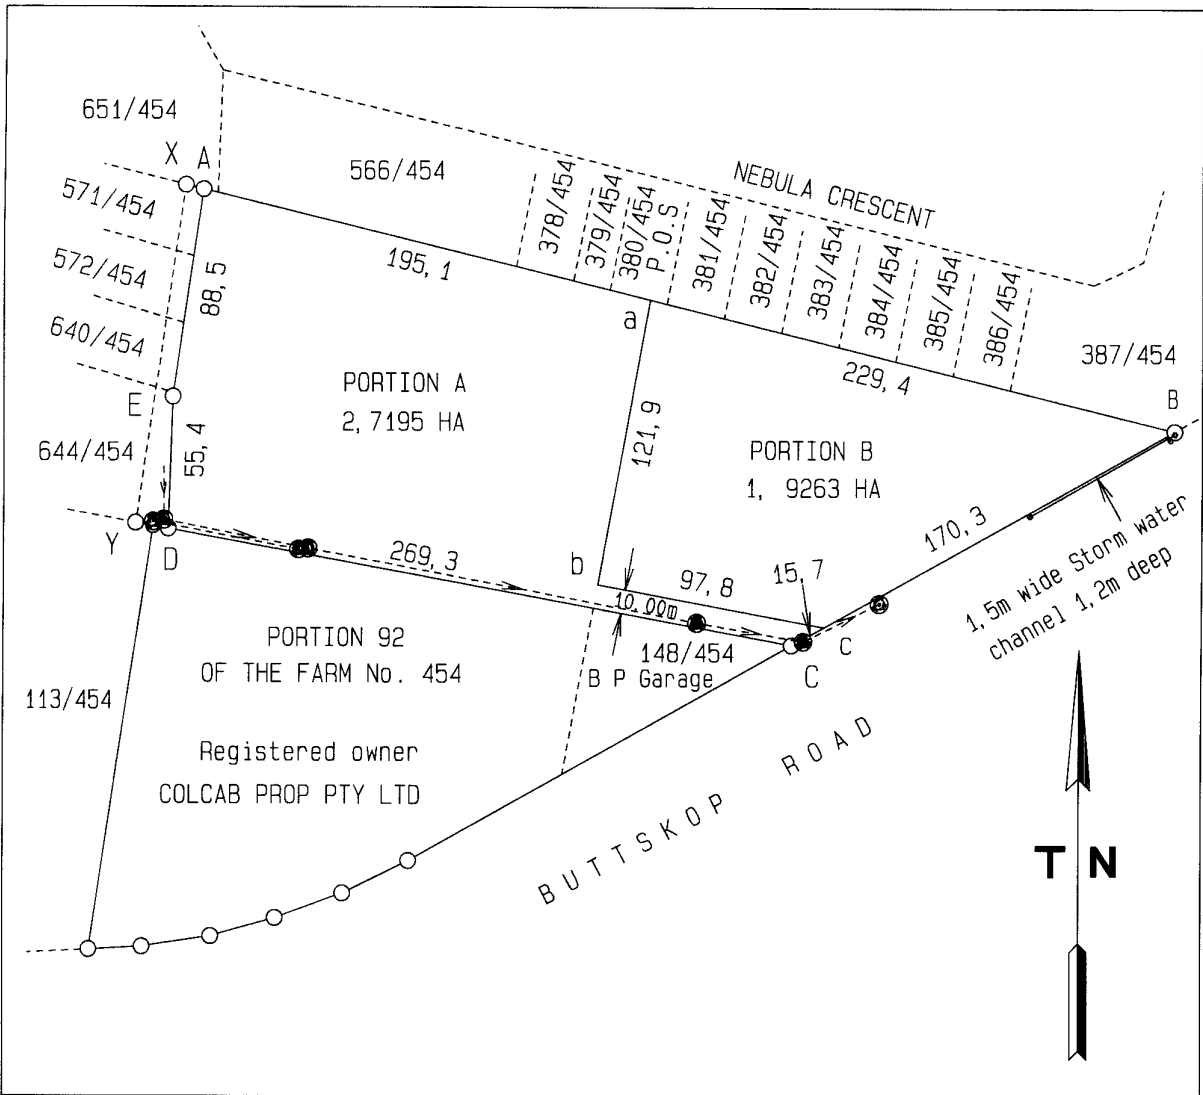 651/454
X A
566/454
NEBULA CRESCENT
571/454
378/454
379/454
380/454
P.O.S
381/454
382/454
383/454
384/454
385/454
386/454
387/454
572/454
88,5
195,1
a
640/454
229,4
B
PORTION A
2,7195 HA
E
121,9
PORTION B
1, 9263 HA
644/454
55,4
170,3
1,5m wide Storm water
channel 1,2m deep
Y
D
269,3
b
97,8
15,7
10.00m
c
PORTION 92
OF THE FARM No. 454
148/454
B P Garage
C
113/454
Registered owner
COLCAB PROP PTY LTD
BUTTSKOP ROAD
T N